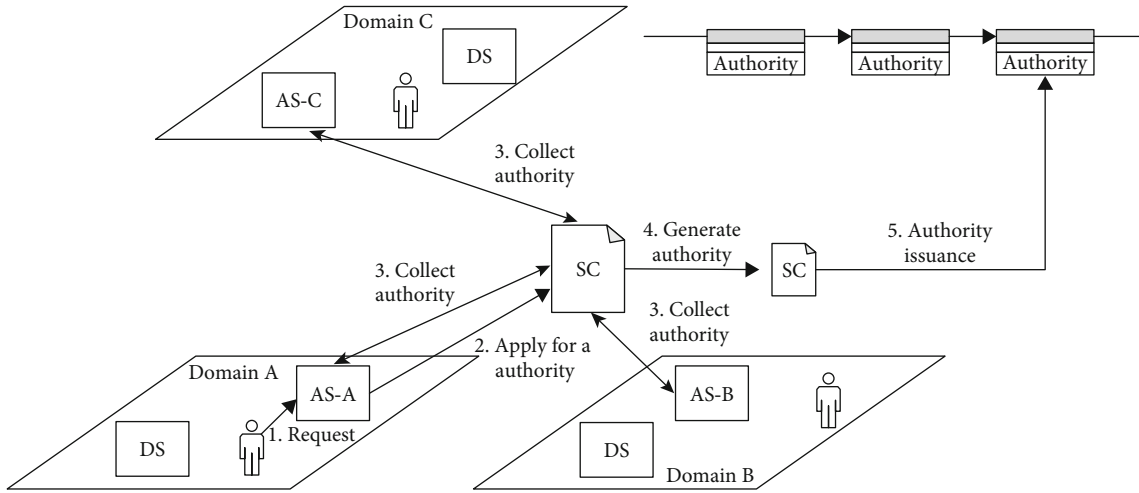 Domain C
DS
AS-C
Authority
Authority
Authority
3. Collect
authority
4. Generate
authority
5. Authority
issuance
SC
SC
3. Collect
authority
3. Collect
authority
2. Apply for a
authority
Domain A
AS-A
DS
1. Request
AS-B
DS
Domain B